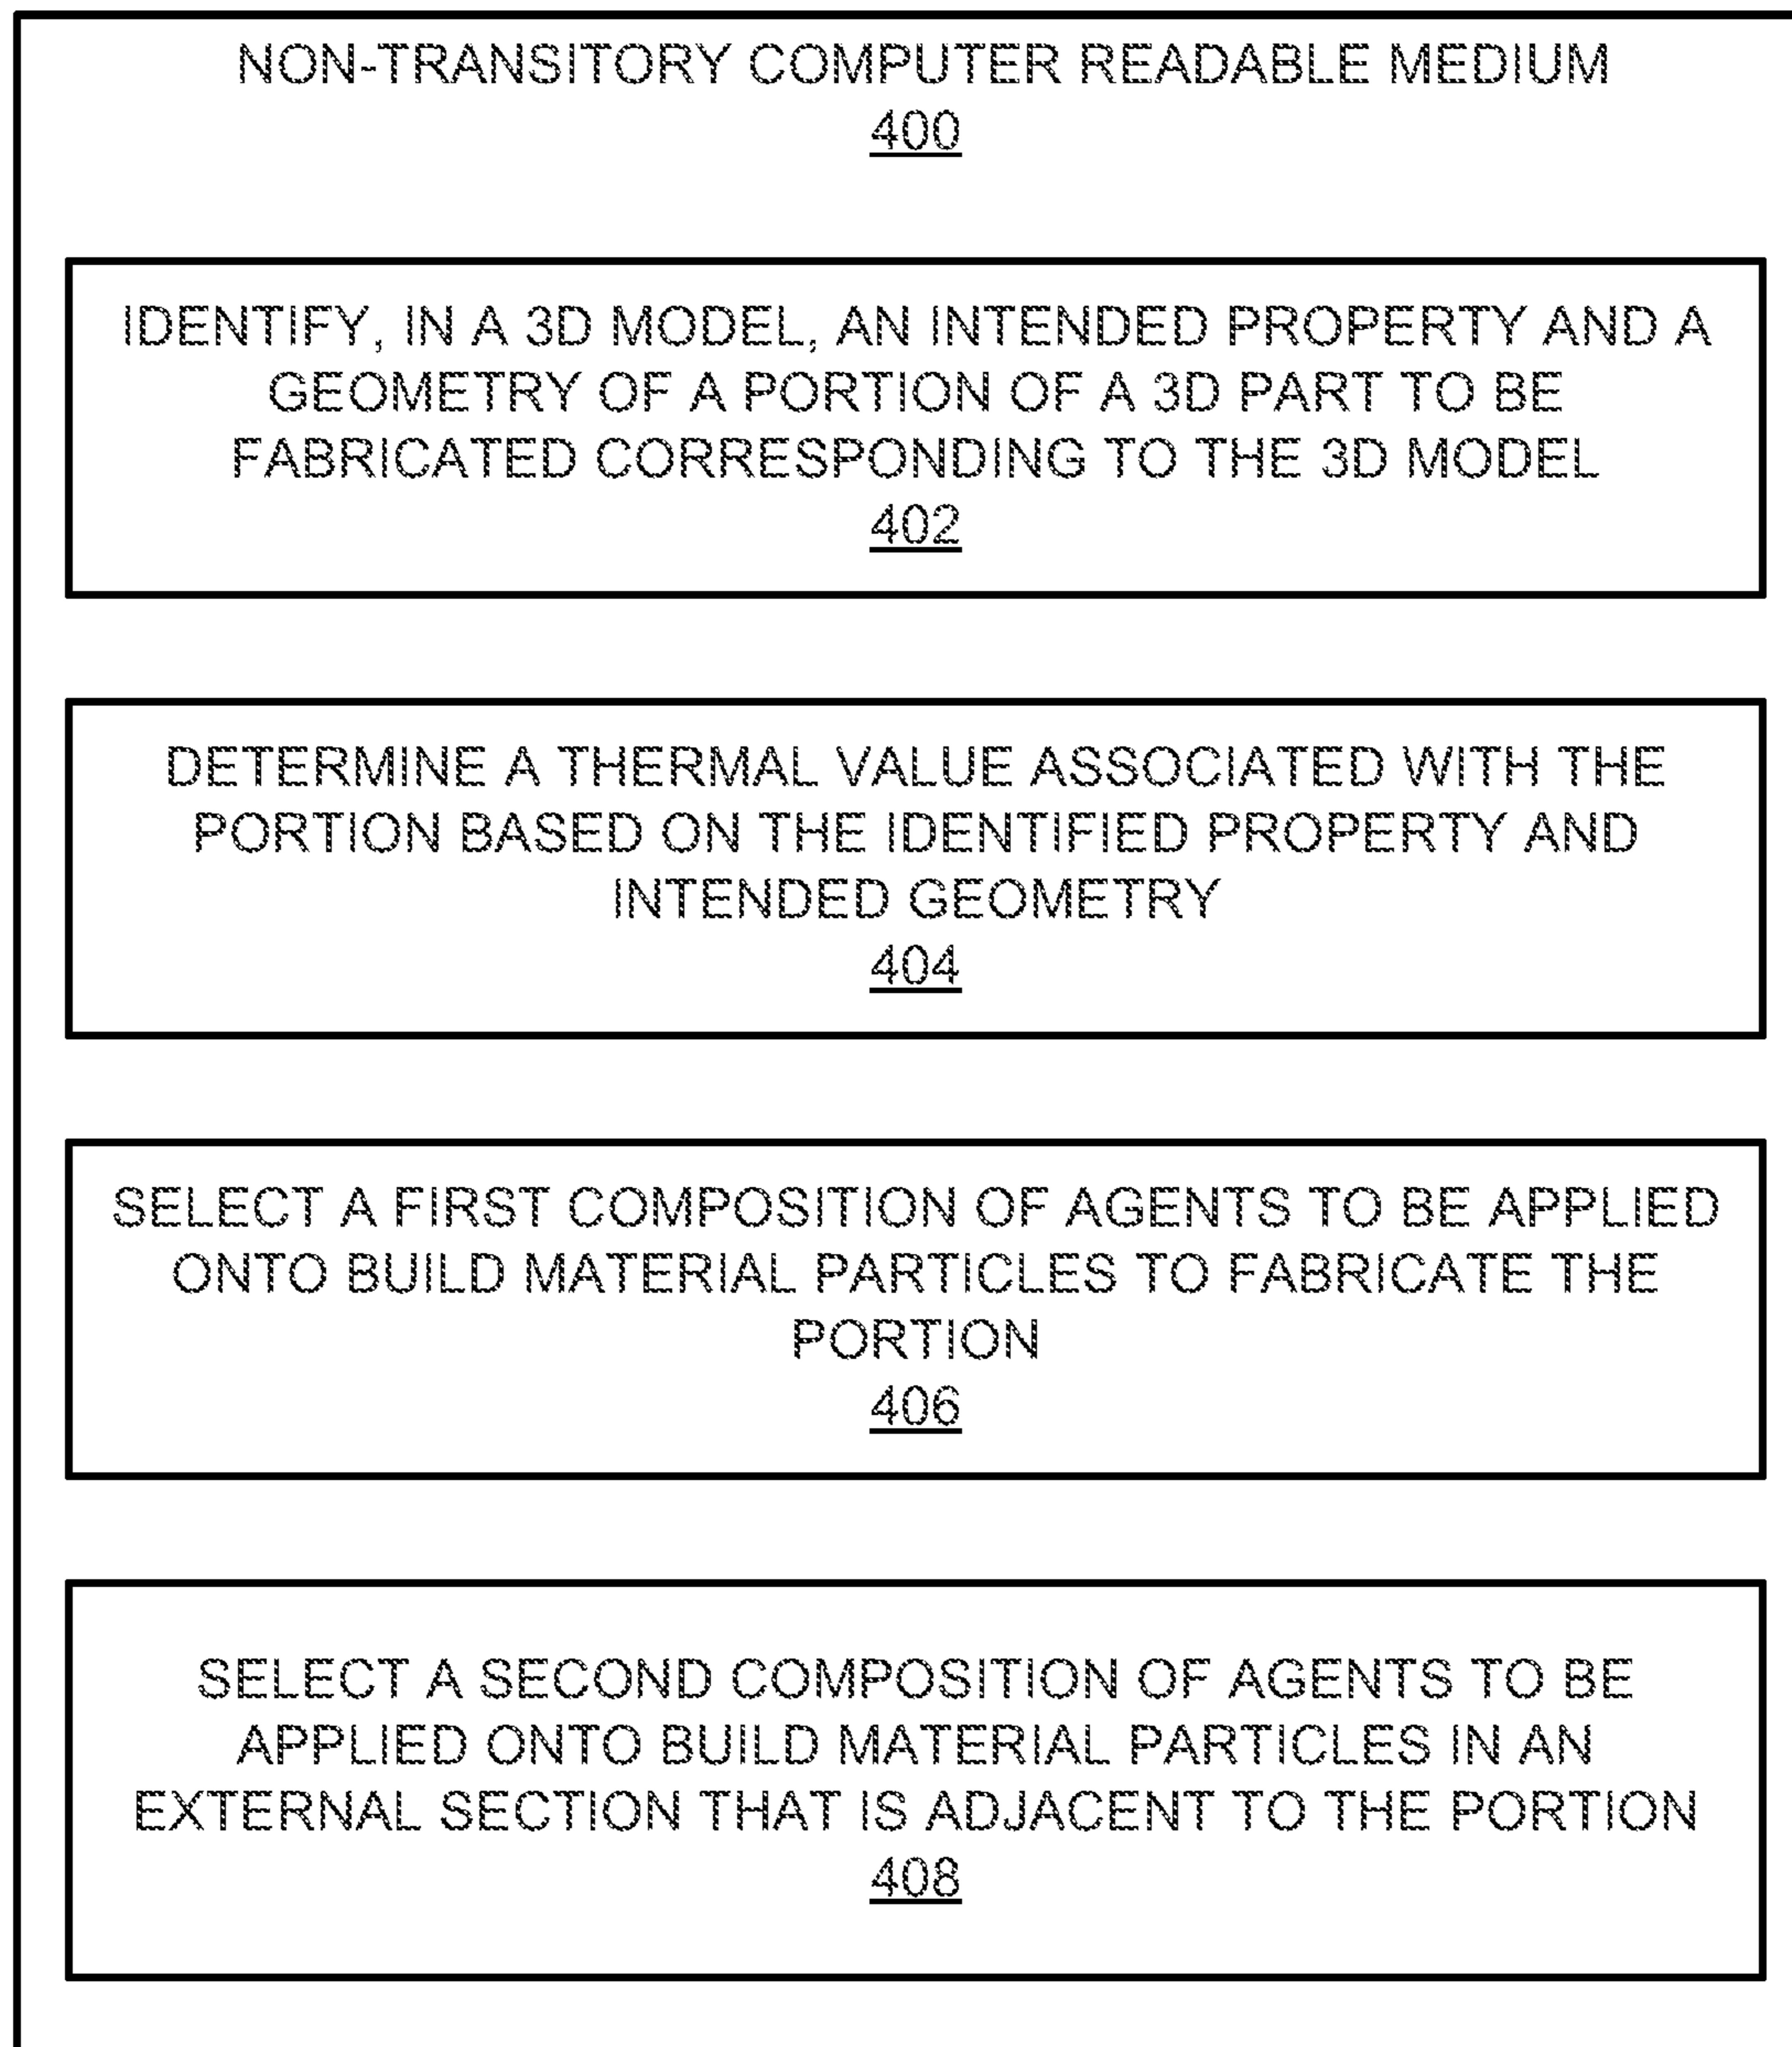 NON-TRANSITORY COMPUTER READABLE MEDIUM
400
IDENTIFY, IN A 3D MODEL, AN INTENDED PROPERTY AND A
GEOMETRY OF A PORTION OF A 3D PART TO BE
FABRICATED CORRESPONDING TO THE 3D MODEL
402
DETERMINE A THERMAL VALUE ASSOCIATED WITH THE
PORTION BASED ON THE IDENTIFIED PROPERTY AND
INTENDED GEOMETRY
404
SELECT A FIRST COMPOSITION OF AGENTS TO BE APPLIED
ONTO BUILD MATERIAL PARTICLES TO FABRICATE THE
PORTION
406
SELECT A SECOND COMPOSITION OF AGENTS TO BE
APPLIED ONTO BUILD MATERIAL PARTICLES IN AN
EXTERNAL SECTION THAT IS ADJACENT TO THE PORTION
408